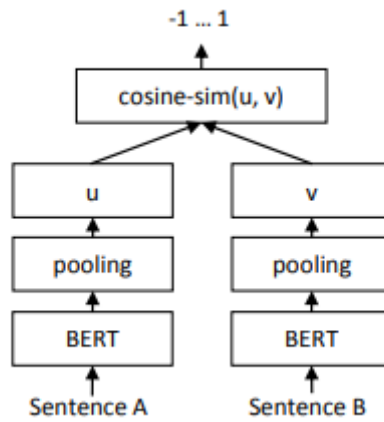 -1 ... 1
cosine-sim(u, v)
u v
pooling pooling
BERT BERT
Sentence A Sentence B